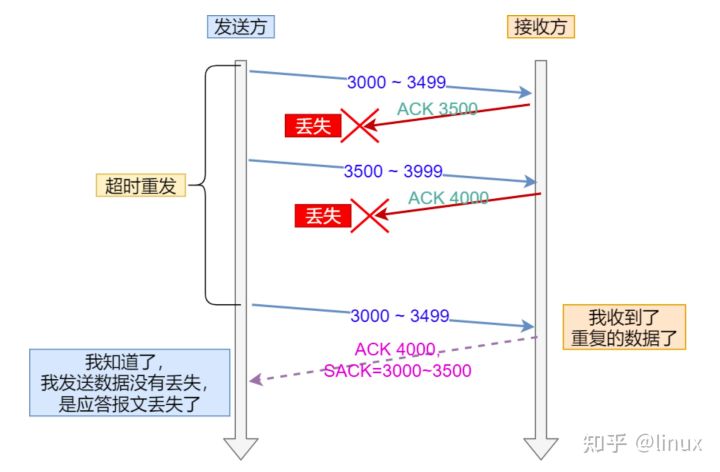 发送方
接收方
3000 ~ 3499
ACK 3500
丢失
3500 ~ 3999
超时重发
ACK 4000
丢失
3000 ~ 3499
我收到了
重复的数据了
ACK 4000,
SACK=3000~3500
我知道了，
我发送数据没有丢失，
是应答报文丢失了
知乎 @linux